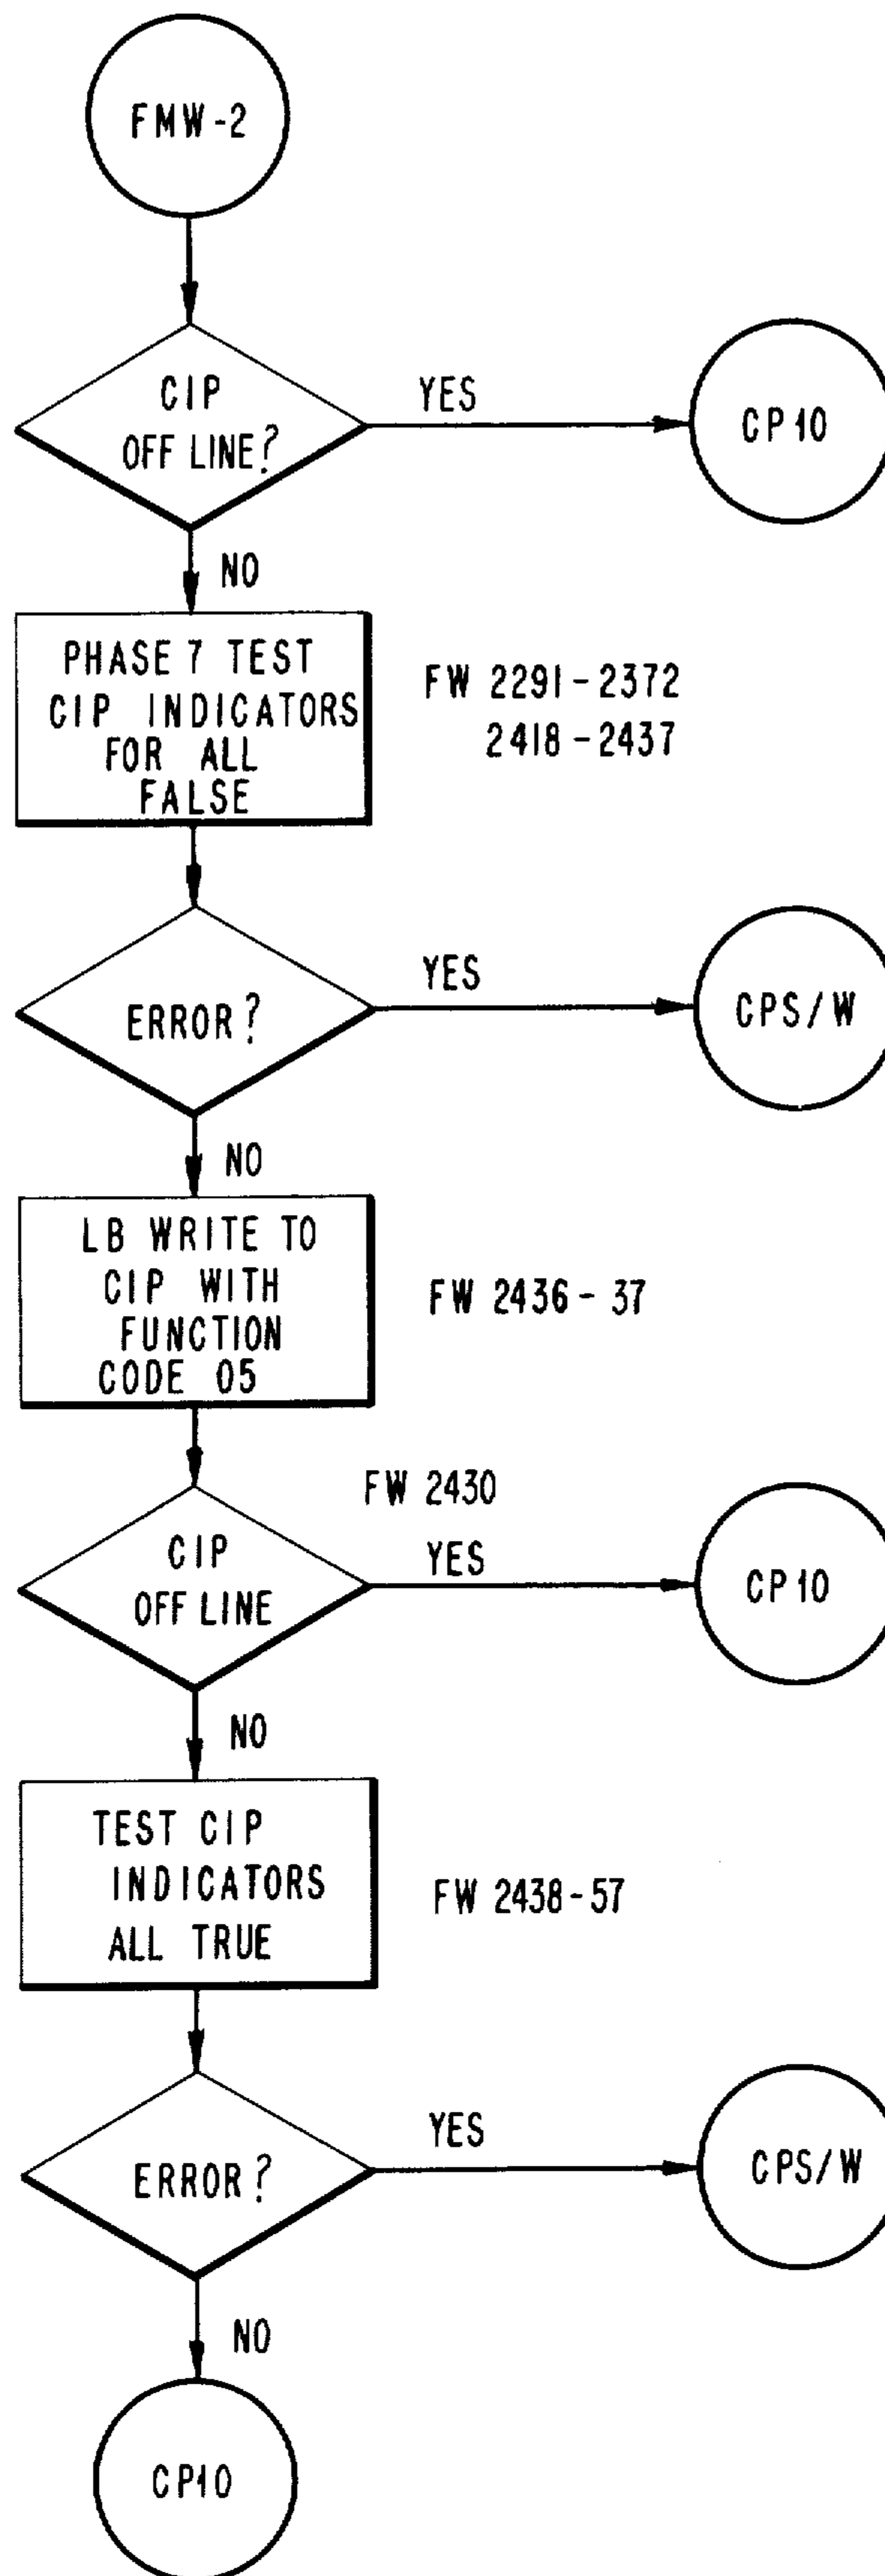 FMW-2
CIP
OFF LINE?
YES
CP10
NO
PHASE 7 TEST
CIP INDICATORS
FOR ALL
FALSE
FW 2291-2372
2418-2437
ERROR?
YES
CPS/W
NO
LB WRITE TO
CIP WITH
FUNCTION
CODE 05
FW 2436-37
FW 2430
CIP
OFF LINE
YES
CP10
NO
TEST CIP
INDICATORS
ALL TRUE
FW 2438-57
ERROR?
YES
CPS/W
NO
CP10